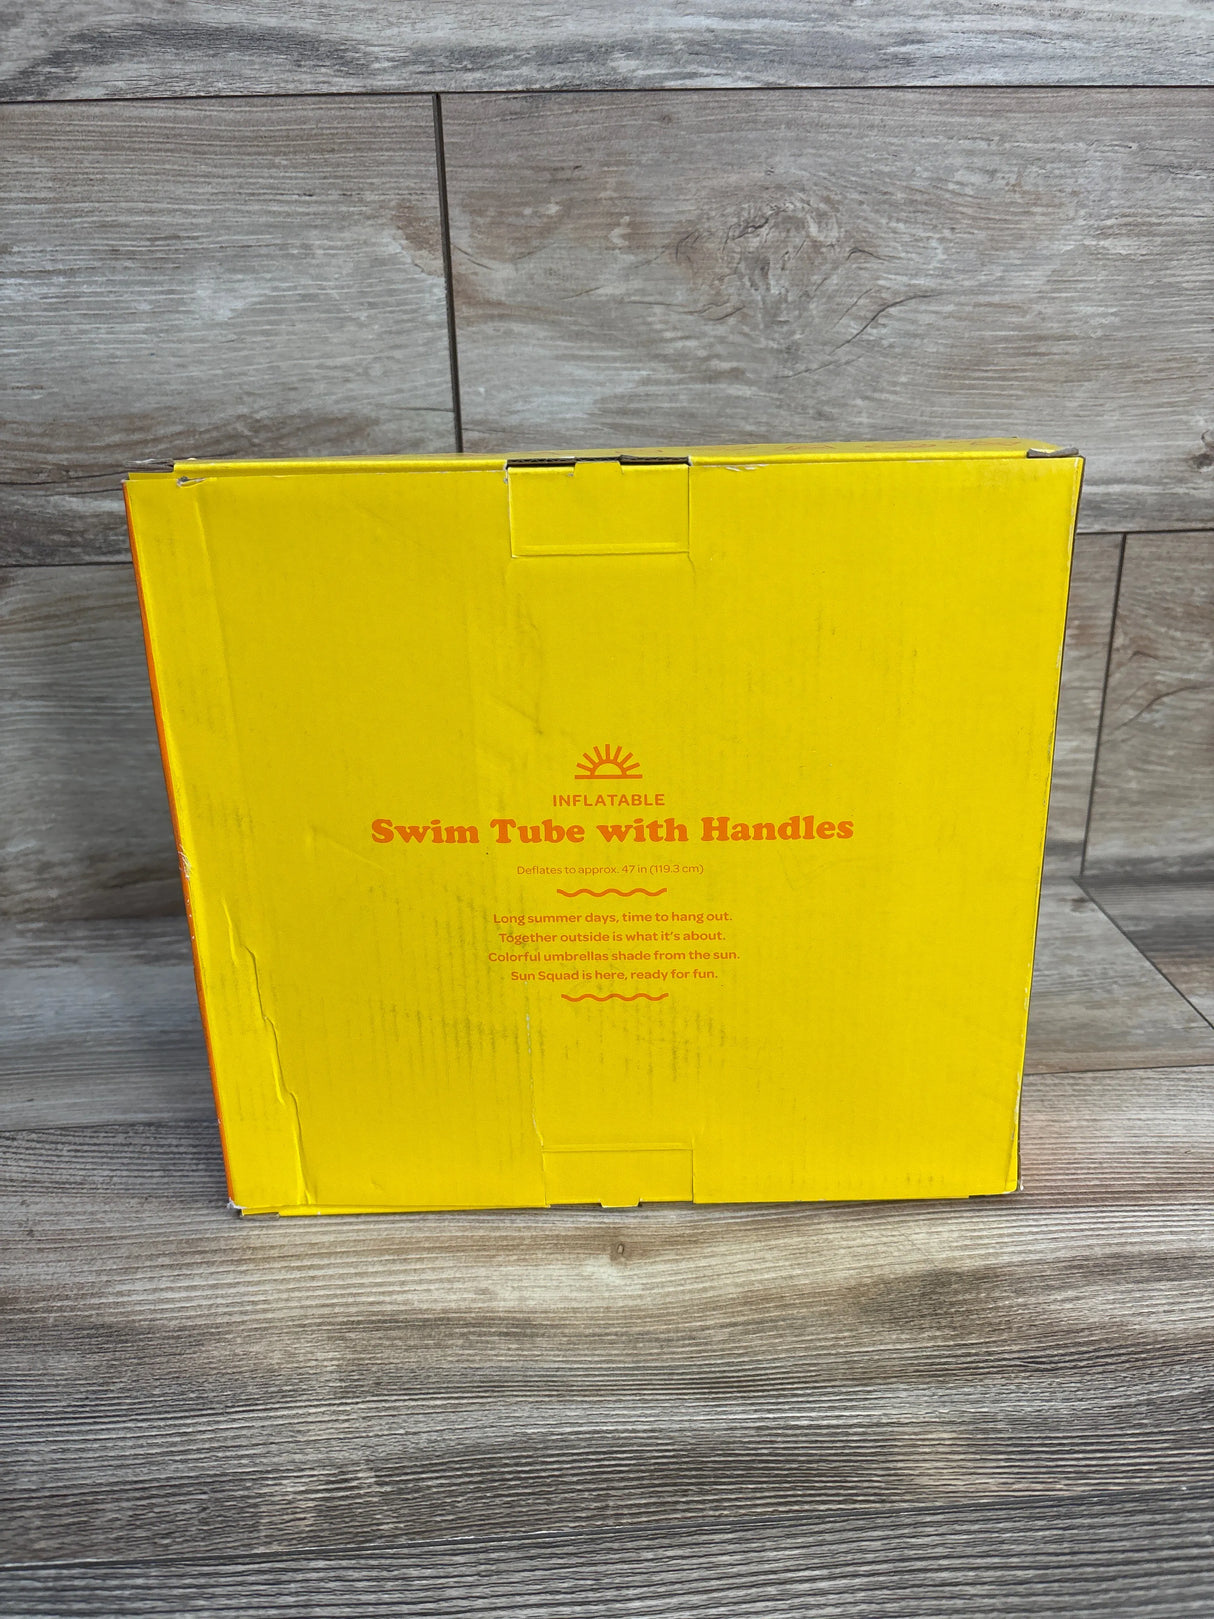 INFLATABLE
Swim Tube with Handles
Deflates to approx. 47 in (119.3 cm)
Long summer days, time to hang out.
Together outside is what it's about.
Colorful umbrellas shade from the sun.
Sun Squad is here, ready for fun.